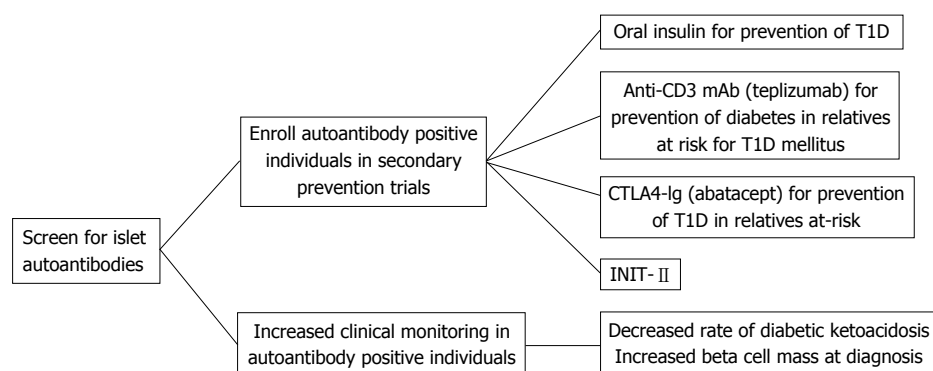 Screen for islet
autoantibodies
Enroll autoantibody positive
individuals in secondary
prevention trials
Increased clinical monitoring in
autoantibody positive individuals
Oral insulin for prevention of T1D
Anti-CD3 mAb (teplizumab) for
prevention of diabetes in relatives
at risk for T1D mellitus
CTLA4-lg (abatacept) for prevention
of T1D in relatives at-risk
INIT-Ⅱ
Decreased rate of diabetic ketoacidosis
Increased beta cell mass at diagnosis